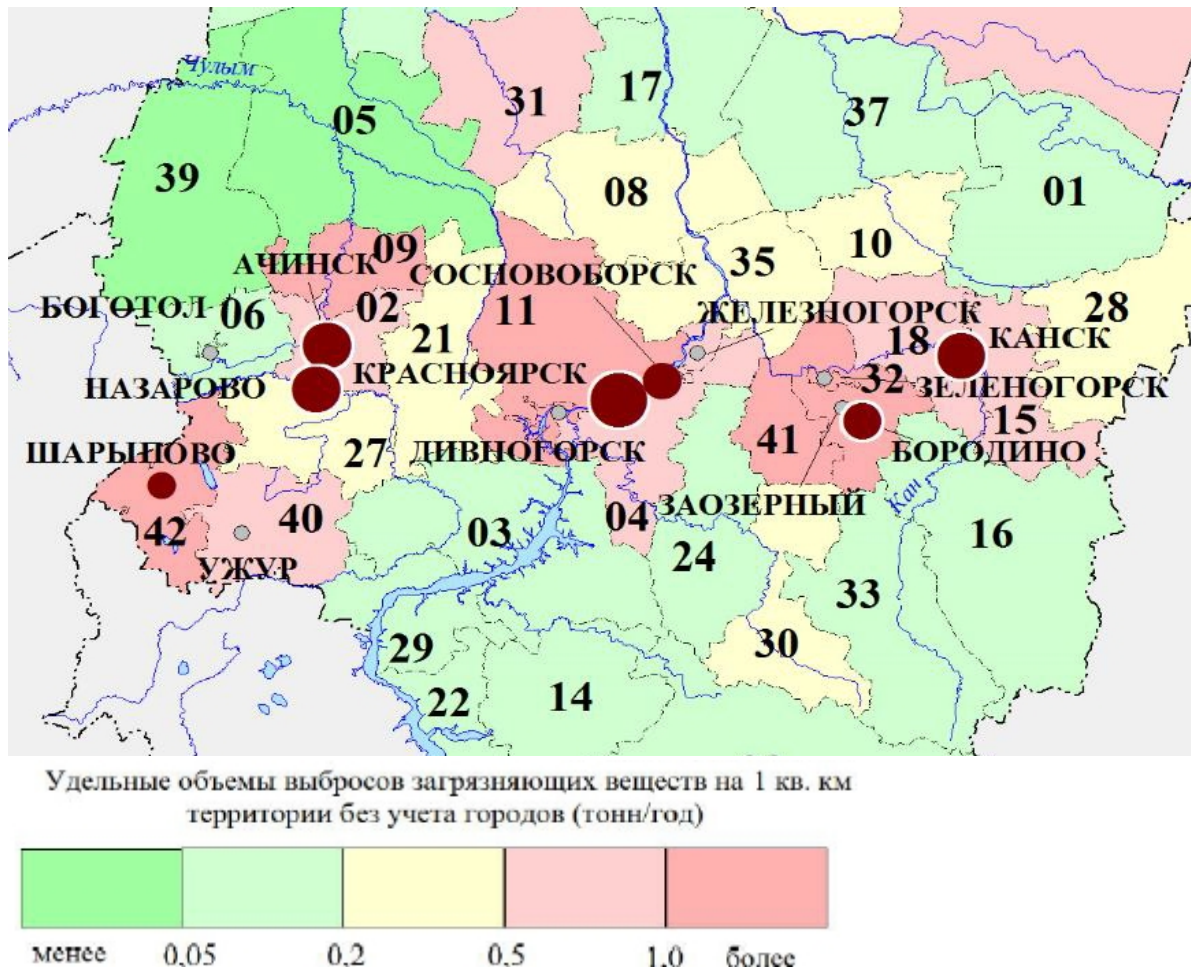 Чулым
31
17
05
37
39
08
01
09
10
АЧИНСК
СОСНОВОБОРСК
35
БОГОТОЛ
06
02
11
ЖЕЛЕЗНОГОРСК
28
21
18
КАНСК
НАЗАРОВО
КРАСНОЯРСК
32
ЗЕЛЕНОГОРСК
15
ШАРЫПОВО
27
ДИВНОГОРСК
41
БОРОДИНО
ЗАОЗЕРНЫЙ
Кан
42
40
03
04
16
УЖУР
24
33
29
30
22
14
Удельные объемы выбросов загрязняющих веществ на 1 кв. км
территории без учета городов (тонн/год)
менее 0,05 0,2 0,5 1,0 более